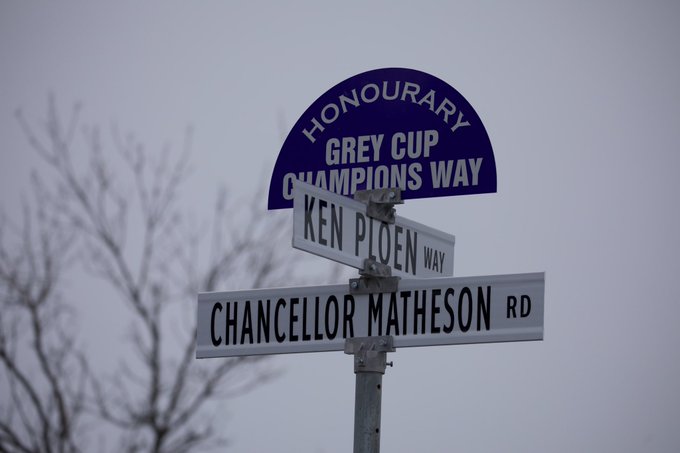 HONOURARY
GREY CUP
CHAMPIONS WAY
KEN PLOEN WAY
CHANCELLOR MATHESON RD